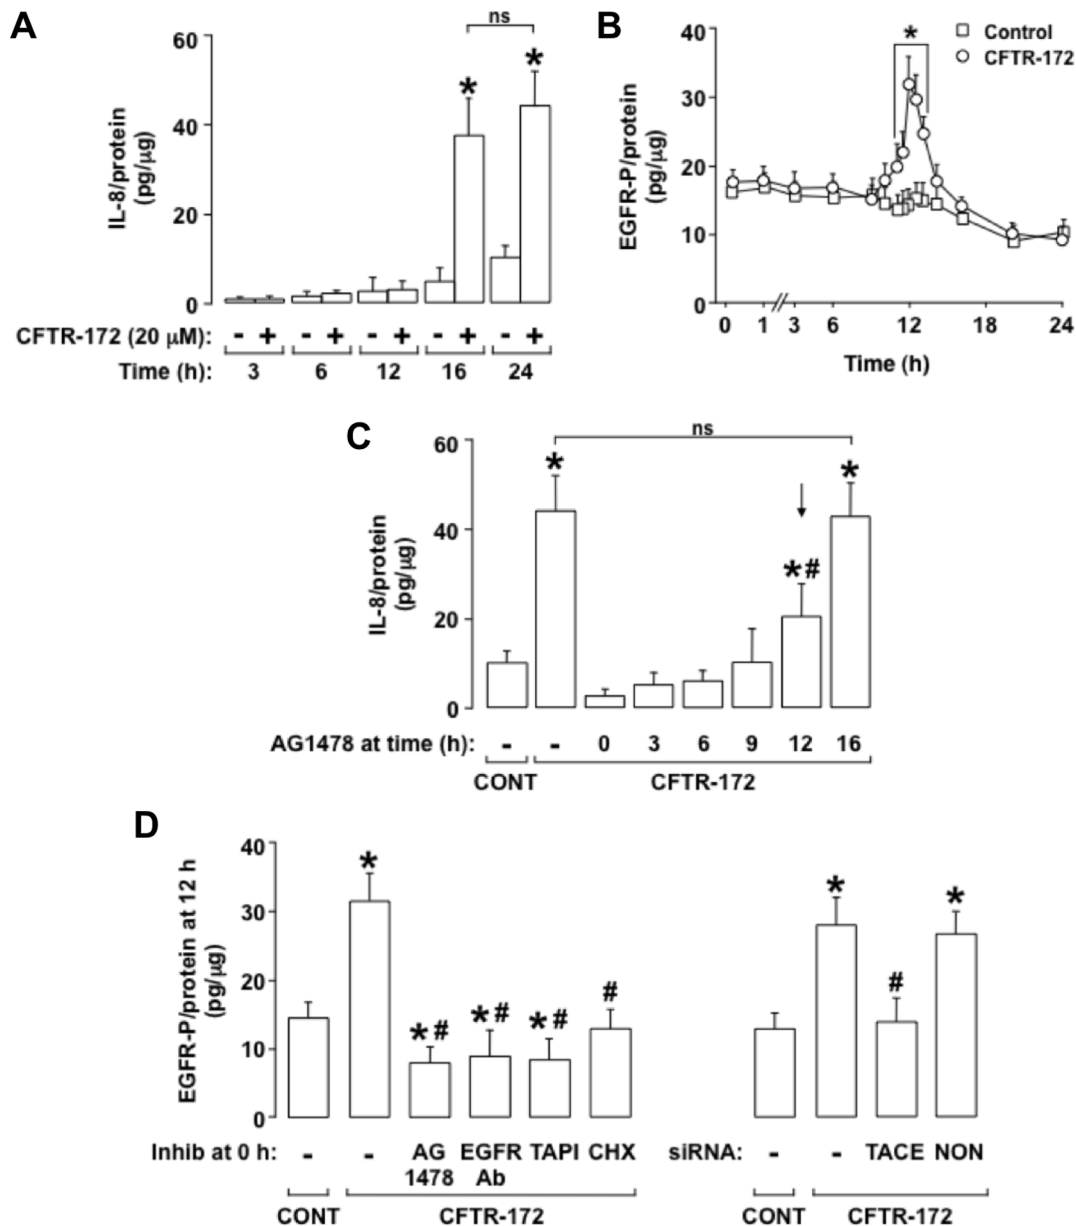 A
ns
60
40
20
0
IL-8/protein
(pg/μg)
*
*
CFTR-172 (20 μM): - + - + - + - + - +
Time (h): 3 6 12 16 24
B
*
Control
CFTR-172
40
30
20
10
0
EGFR-P/protein
(pg/μg)
0 1 3 6 12 18 24
Time (h)
C
ns
60
40
20
0
IL-8/protein
(pg/μg)
*
*#
*
AG1478 at time (h): - - 0 3 6 9 12 16
CONT CFTR-172
D
40
30
20
10
0
EGFR-P/protein at 12 h
(pg/μg)
*
*#
*#
*#
#
*
#
*
Inhib at 0 h: - - AG EGFR TAPI CHX
1478 Ab
CONT CFTR-172
siRNA: - - TACE NON
CONT CFTR-172